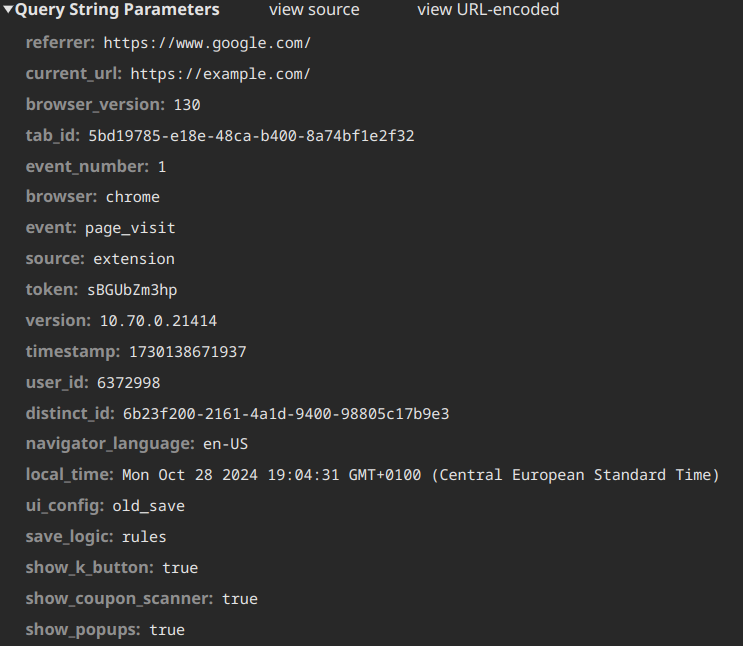 ▼Query String Parameters view source view URL-encoded
referrer: https://www.google.com/
current_url: https://example.com/
browser_version: 130
tab_id: 5bd19785-e18e-48ca-b400-8a74bf1e2f32
event_number: 1
browser: chrome
event: page_visit
source: extension
token: sBGUbZm3hp
version: 10.70.0.21414
timestamp: 1730138671937
user_id: 6372998
distinct_id: 6b23f200-2161-4a1d-9400-98805c17b9e3
navigator_language: en-US
local_time: Mon Oct 28 2024 19:04:31 GMT+0100 (Central European Standard Time)
ui_config: old_save
save_logic: rules
show_k_button: true
show_coupon_scanner: true
show_popups: true